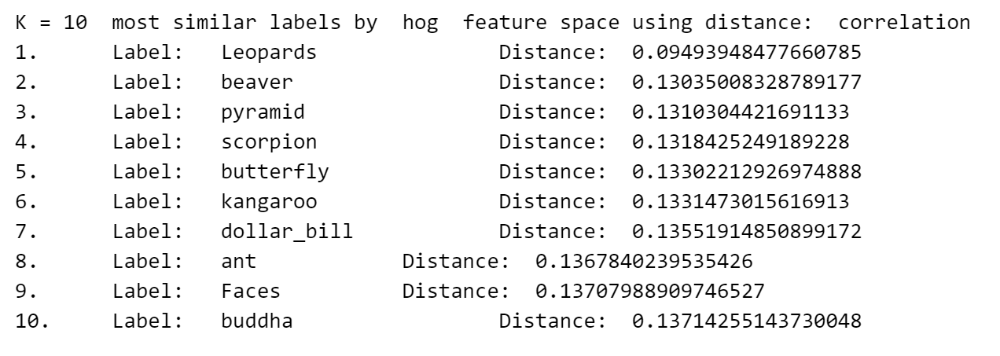 K = 10  most similar labels by  hog  feature space using distance:  correlation
1.      Label:   Leopards               Distance:  0.09493948477660785
2.      Label:   beaver                 Distance:  0.13035008328789177
3.      Label:   pyramid                Distance:  0.1310304421691133
4.      Label:   scorpion               Distance:  0.1318425249189228
5.      Label:   butterfly              Distance:  0.13302212926974888
6.      Label:   kangaroo               Distance:  0.1331473015616913
7.      Label:   dollar_bill            Distance:  0.13551914850899172
8.      Label:   ant            Distance:  0.1367840239535426
9.      Label:   Faces          Distance:  0.13707988909746527
10.     Label:   buddha                 Distance:  0.13714255143730048